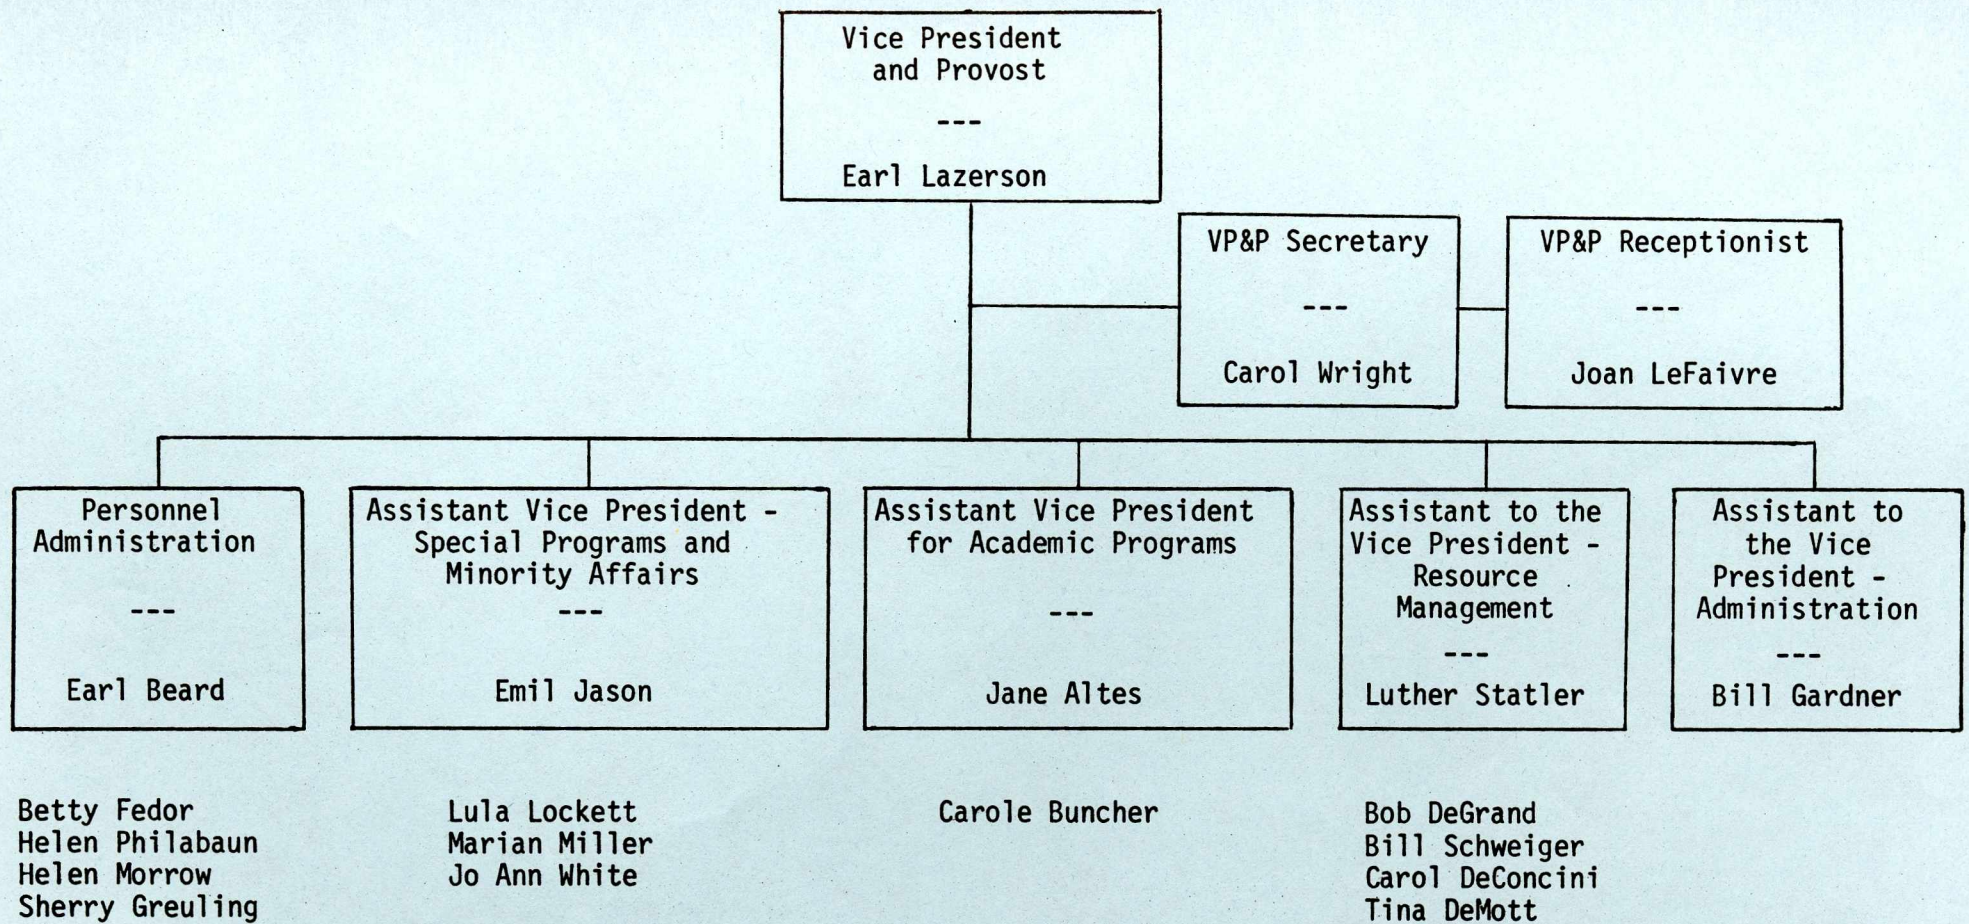 Vice President
and Provost
---
Earl Lazerson
VP&P Secretary
---
Carol Wright
VP&P Receptionist
---
Joan LeFaivre
Personnel
Administration
---
Earl Beard
Assistant Vice President -
Special Programs and
Minority Affairs
---
Emil Jason
Assistant Vice President
for Academic Programs
---
Jane Altes
Assistant to the
Vice President -
Resource
Management
---
Luther Statler
Assistant to
the Vice
President -
Administration
---
Bill Gardner
Betty Fedor
Helen Philabaun
Helen Morrow
Sherry Greuling
Lula Lockett
Marian Miller
Jo Ann White
Carole Buncher
Bob DeGrand
Bill Schweiger
Carol DeConcini
Tina DeMott